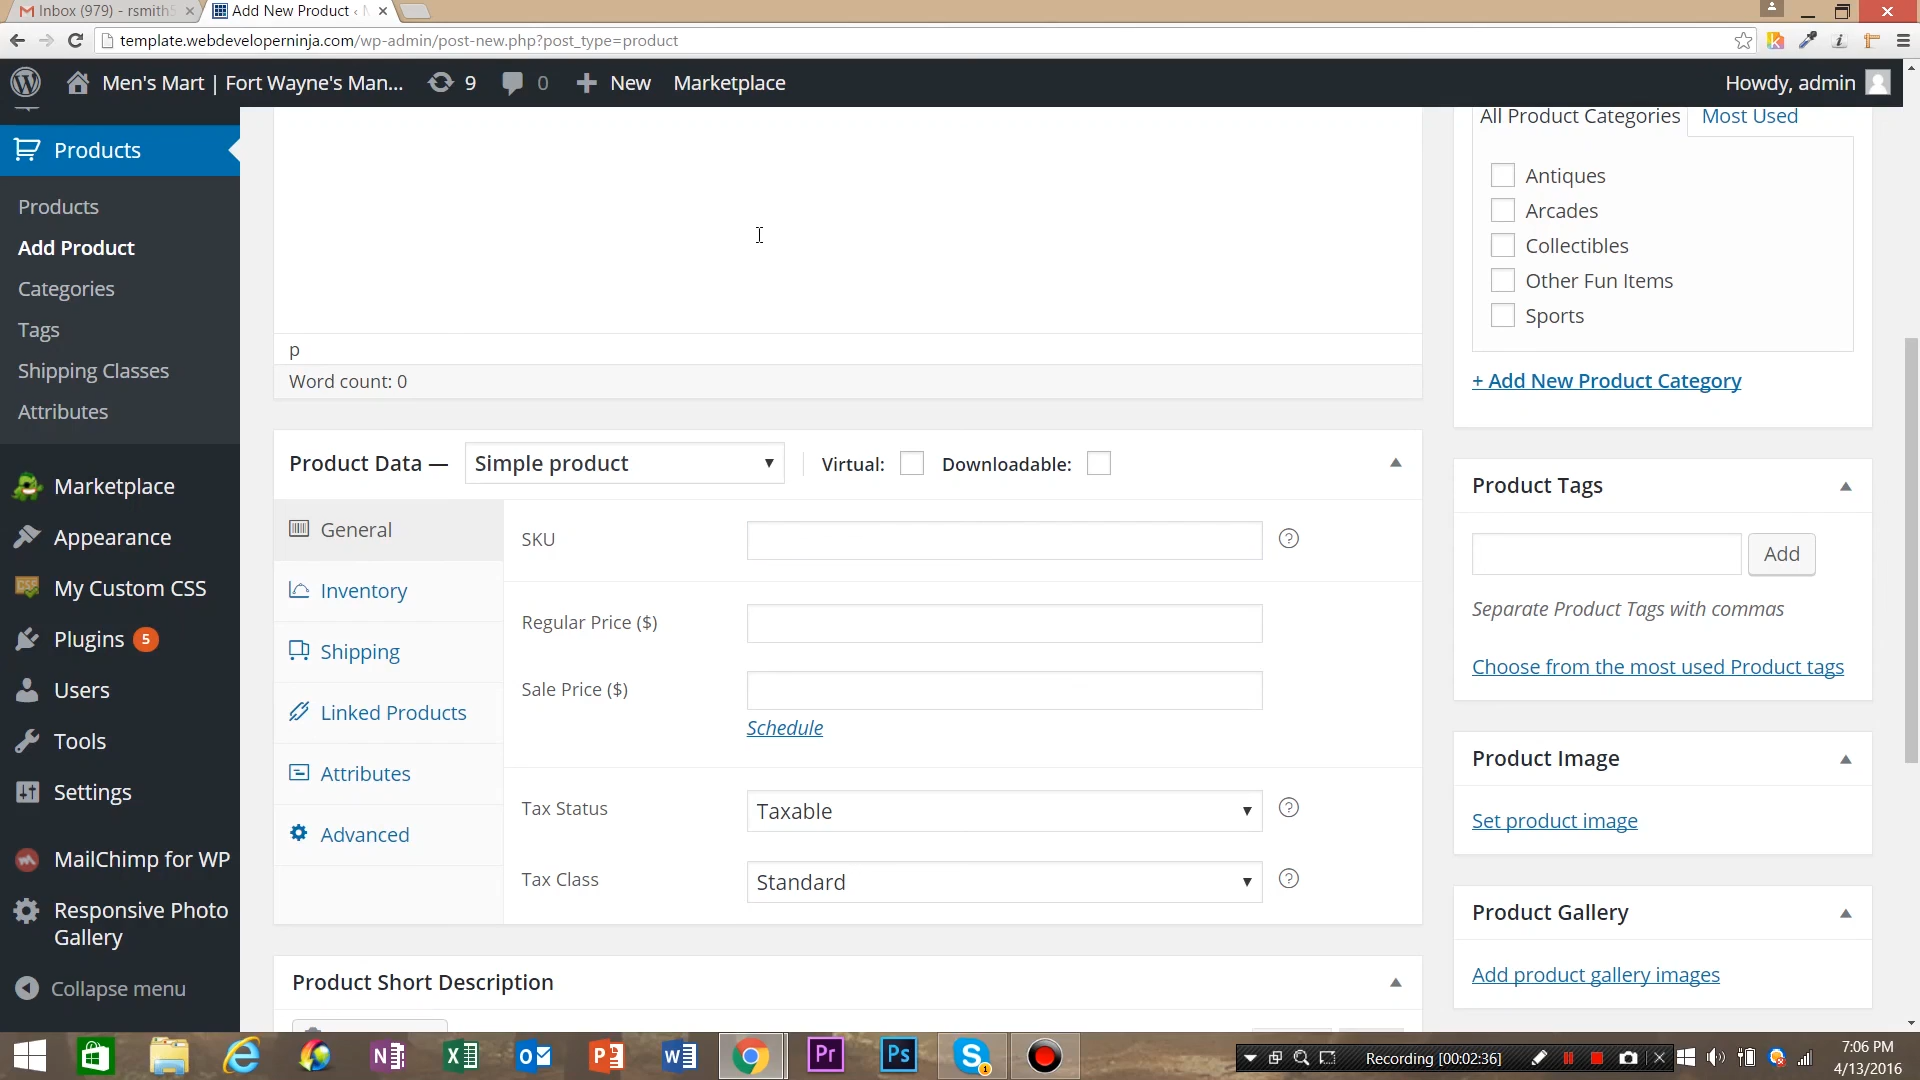 Inbox (979) - rsmith5
Add New Product ‹ M
template.webdeveloperninja.com/wp-admin/post-new.php?post_type=product
Men's Mart | Fort Wayne's Man... 9 0 New Marketplace
Howdy, admin
Products
Products
Add Product
Categories
Tags
Shipping Classes
Attributes
Marketplace
Appearance
My Custom CSS
Plugins 5
Users
Tools
Settings
MailChimp for WP
Responsive Photo
Gallery
Collapse menu
p
Word count: 0
Product Data — Simple product Virtual: Downloadable:
General
Inventory
Shipping
Linked Products
Attributes
Advanced
SKU
Regular Price ($)
Sale Price ($)
Schedule
Tax Status Taxable
Tax Class Standard
Product Short Description
All Product Categories Most Used
Antiques
Arcades
Collectibles
Other Fun Items
Sports
+ Add New Product Category
Product Tags
Add
Separate Product Tags with commas
Choose from the most used Product tags
Product Image
Set product image
Product Gallery
Add product gallery images
Recording [00:02:36]
7:06 PM
4/13/2016